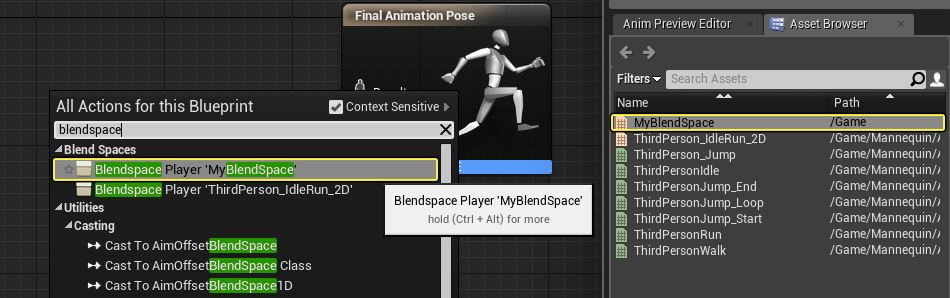 Final Animation Pose
All Actions for this Blueprint
Context Sensitive
blendspace
Blend Spaces
Blendspace Player 'MyBlendSpace'
Blendspace Player 'ThirdPerson_IdleRun_2D'
Utilities
Casting
Cast To AimOffsetBlendSpace
Cast To AimOffsetBlendSpace Class
Cast To AimOffsetBlendSpace1D
Blendspace Player 'MyBlendSpace'
hold (Ctrl + Alt) for more
Anim Preview Editor
Asset Browser
Filters
Search Assets
Name Path
MyBlendSpace /Game
ThirdPerson_IdleRun_2D /Game/Mannequin/A
ThirdPerson_Jump /Game/Mannequin/A
ThirdPersonIdle /Game/Mannequin/A
ThirdPersonJump_End /Game/Mannequin/A
ThirdPersonJump_Loop /Game/Mannequin/A
ThirdPersonJump_Start /Game/Mannequin/A
ThirdPersonRun /Game/Mannequin/A
ThirdPersonWalk /Game/Mannequin/A